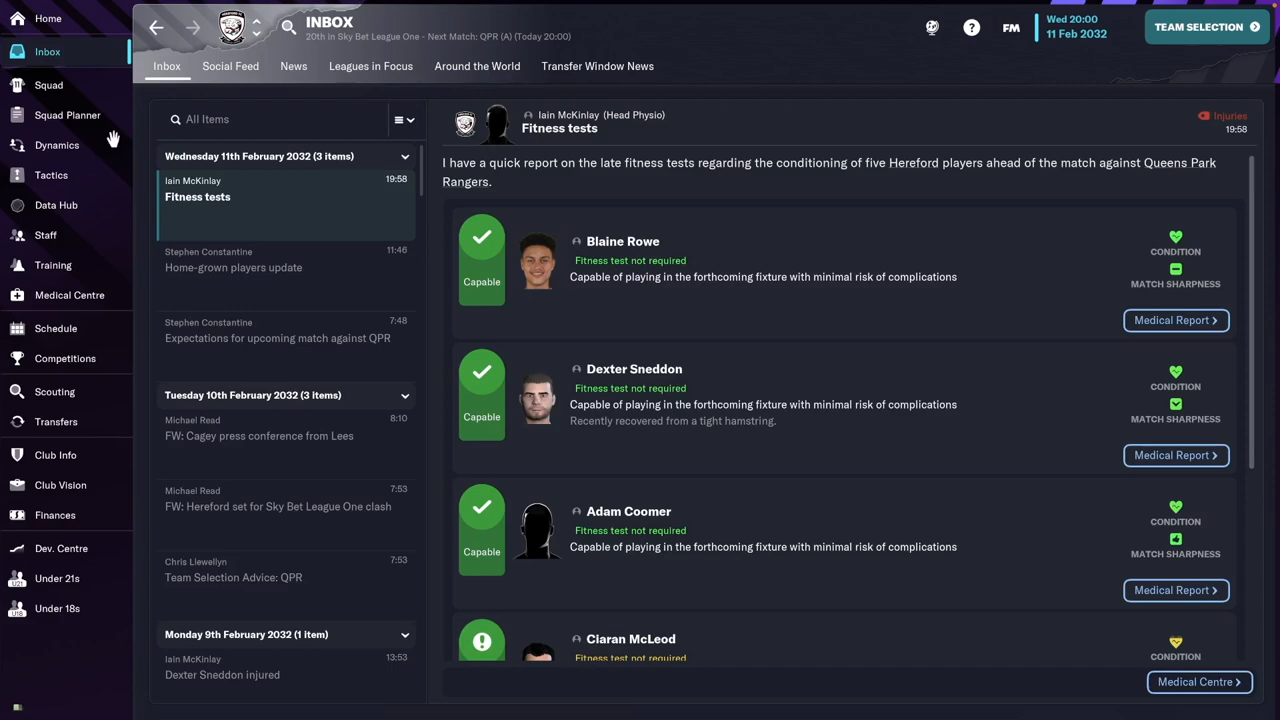 Home
Inbox
Squad
Squad Planner
Dynamics
Tactics
Data Hub
Staff
Training
Medical Centre
Schedule
Competitions
Scouting
Transfers
Club Info
Club Vision
Finances
Dev. Centre
Under 21s
Under 18s
INBOX
20th in Sky Bet League One - Next Match: QPR (A) (Today 20:00)
FM
Wed 20:00
11 Feb 2032
TEAM SELECTION
Inbox Social Feed News Leagues in Focus Around the World Transfer Window News
All Items
Wednesday 11th February 2032 (3 items)
Iain McKinlay 19:58
Fitness tests
Stephen Constantine 11:46
Home-grown players update
Stephen Constantine 7:48
Expectations for upcoming match against QPR
Tuesday 10th February 2032 (3 items)
Michael Read 8:10
FW: Cagey press conference from Lees
Michael Read 7:53
FW: Hereford set for Sky Bet League One clash
Chris Llewellyn 7:53
Team Selection Advice: QPR
Monday 9th February 2032 (1 item)
Iain McKinlay 13:53
Dexter Sneddon injured
Iain McKinlay (Head Physio)
Fitness tests
Injuries
19:58
I have a quick report on the late fitness tests regarding the conditioning of five Hereford players ahead of the match against Queens Park
Rangers.
Capable
Blaine Rowe
Fitness test not required
Capable of playing in the forthcoming fixture with minimal risk of complications
CONDITION
MATCH SHARPNESS
Medical Report
Capable
Dexter Sneddon
Fitness test not required
Capable of playing in the forthcoming fixture with minimal risk of complications
Recently recovered from a tight hamstring.
CONDITION
MATCH SHARPNESS
Medical Report
Capable
Adam Coomer
Fitness test not required
Capable of playing in the forthcoming fixture with minimal risk of complications
CONDITION
MATCH SHARPNESS
Medical Report
Ciaran McLeod
Fitness test not required
CONDITION
Medical Centre